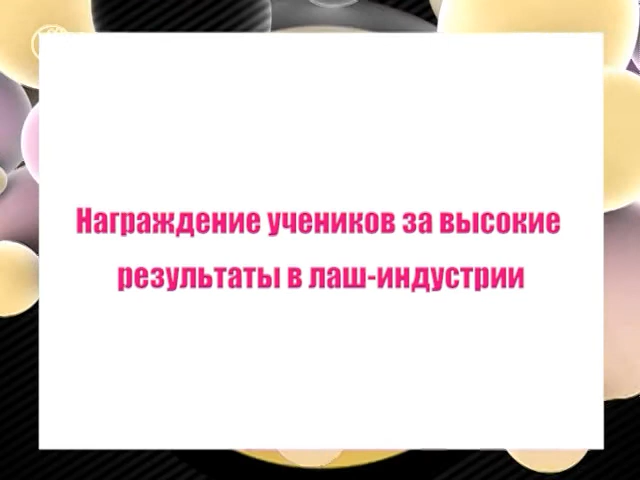 Награждение учеников за высокие
результаты в лаш-индустрии